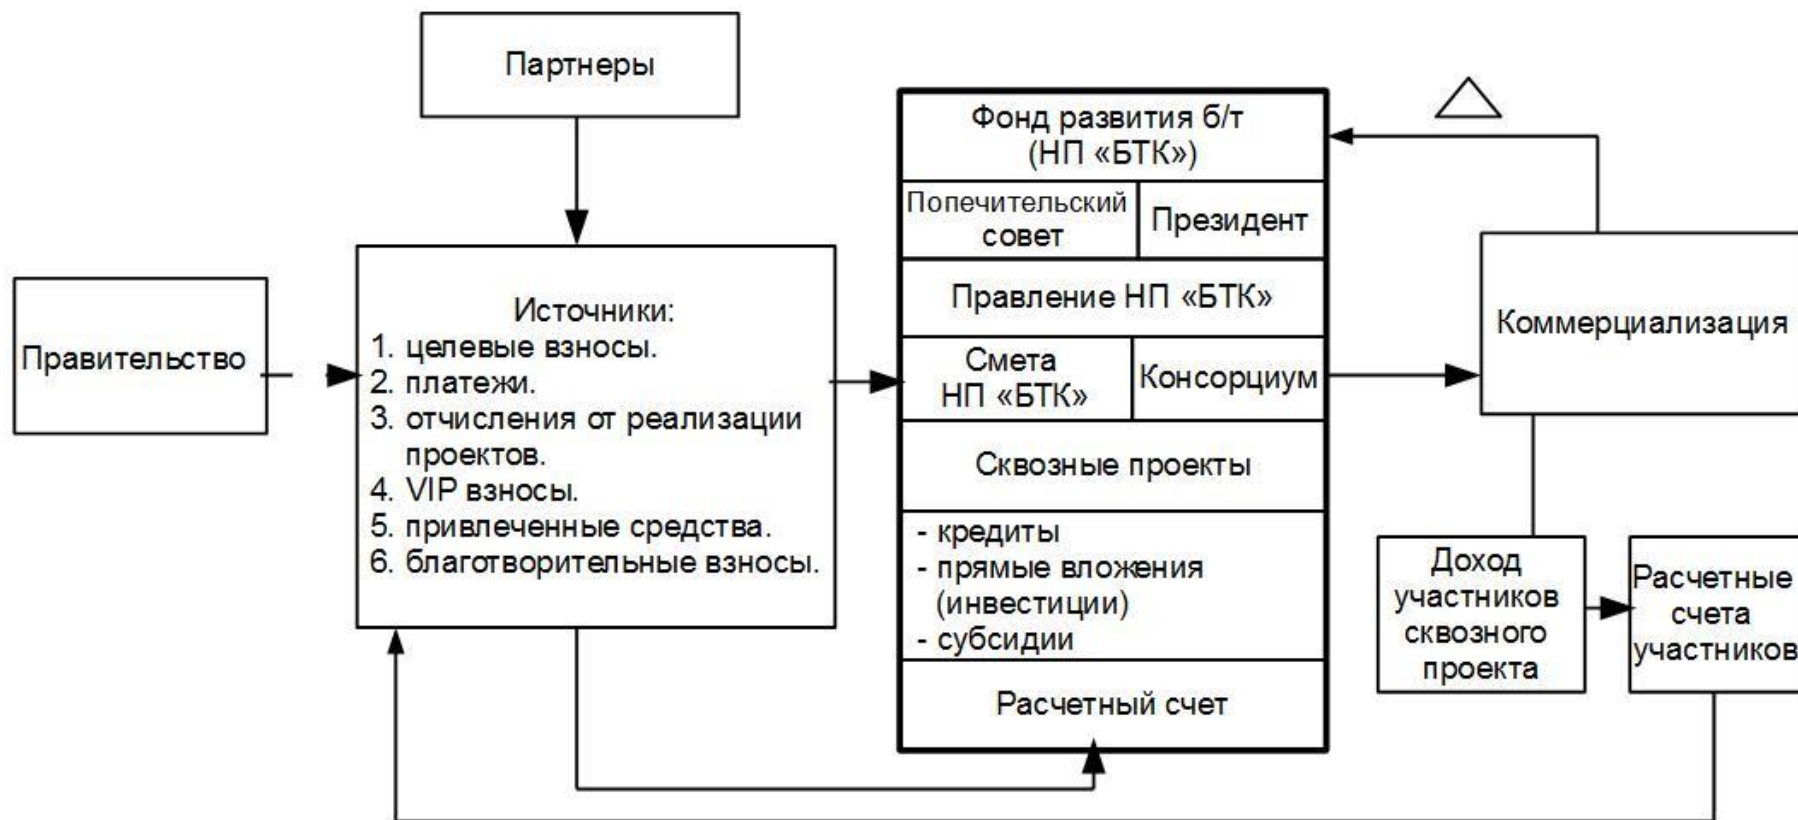 Партнеры
Правительство
Источники:
1. целевые взносы.
2. платежи.
3. отчисления от реализации
проектов.
4. VIP взносы.
5. привлеченные средства.
6. благотворительные взносы.
Фонд развития б/т
(НП «БТК»)
Попечительский
совет
Президент
Правление НП «БТК»
Смета
НП «БТК»
Консорциум
Сквозные проекты
- кредиты
- прямые вложения
(инвестиции)
- субсидии
Расчетный счет
Коммерциализация
Доход
участников
сквозного
проекта
Расчетные
счета
участников